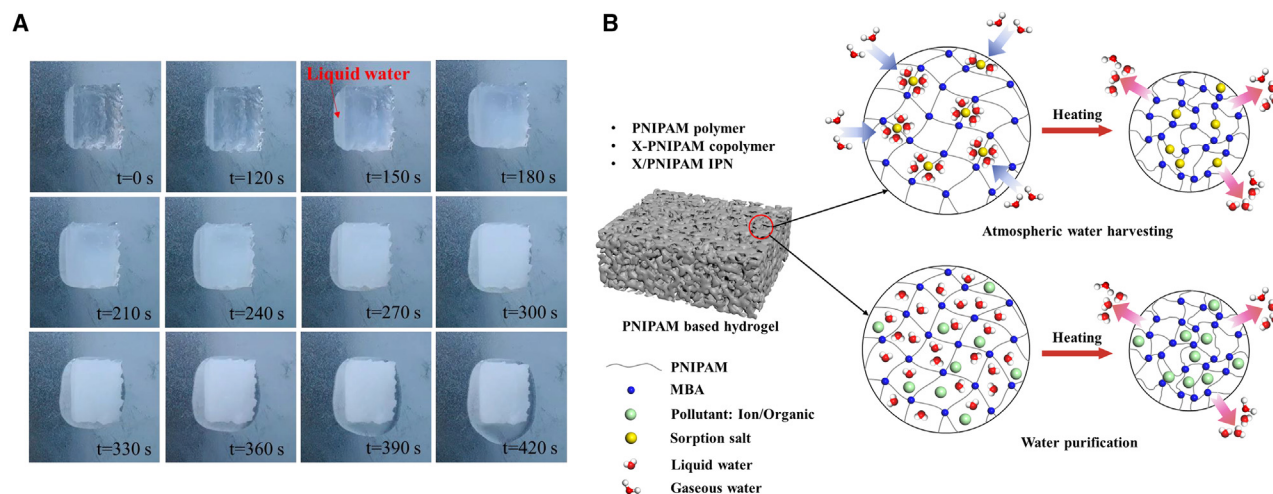 A
Liquid water
t=0 s
t=120 s
t=150 s
t=180 s
t=210 s
t=240 s
t=270 s
t=300 s
t=330 s
t=360 s
t=390 s
t=420 s
B
• PNIPAM polymer
• X-PNIPAM copolymer
• X/PNIPAM IPN
PNIPAM based hydrogel
PNIPAM
MBA
Pollutant: Ion/Organic
Sorption salt
Liquid water
Gaseous water
Heating
Atmospheric water harvesting
Heating
Water purification